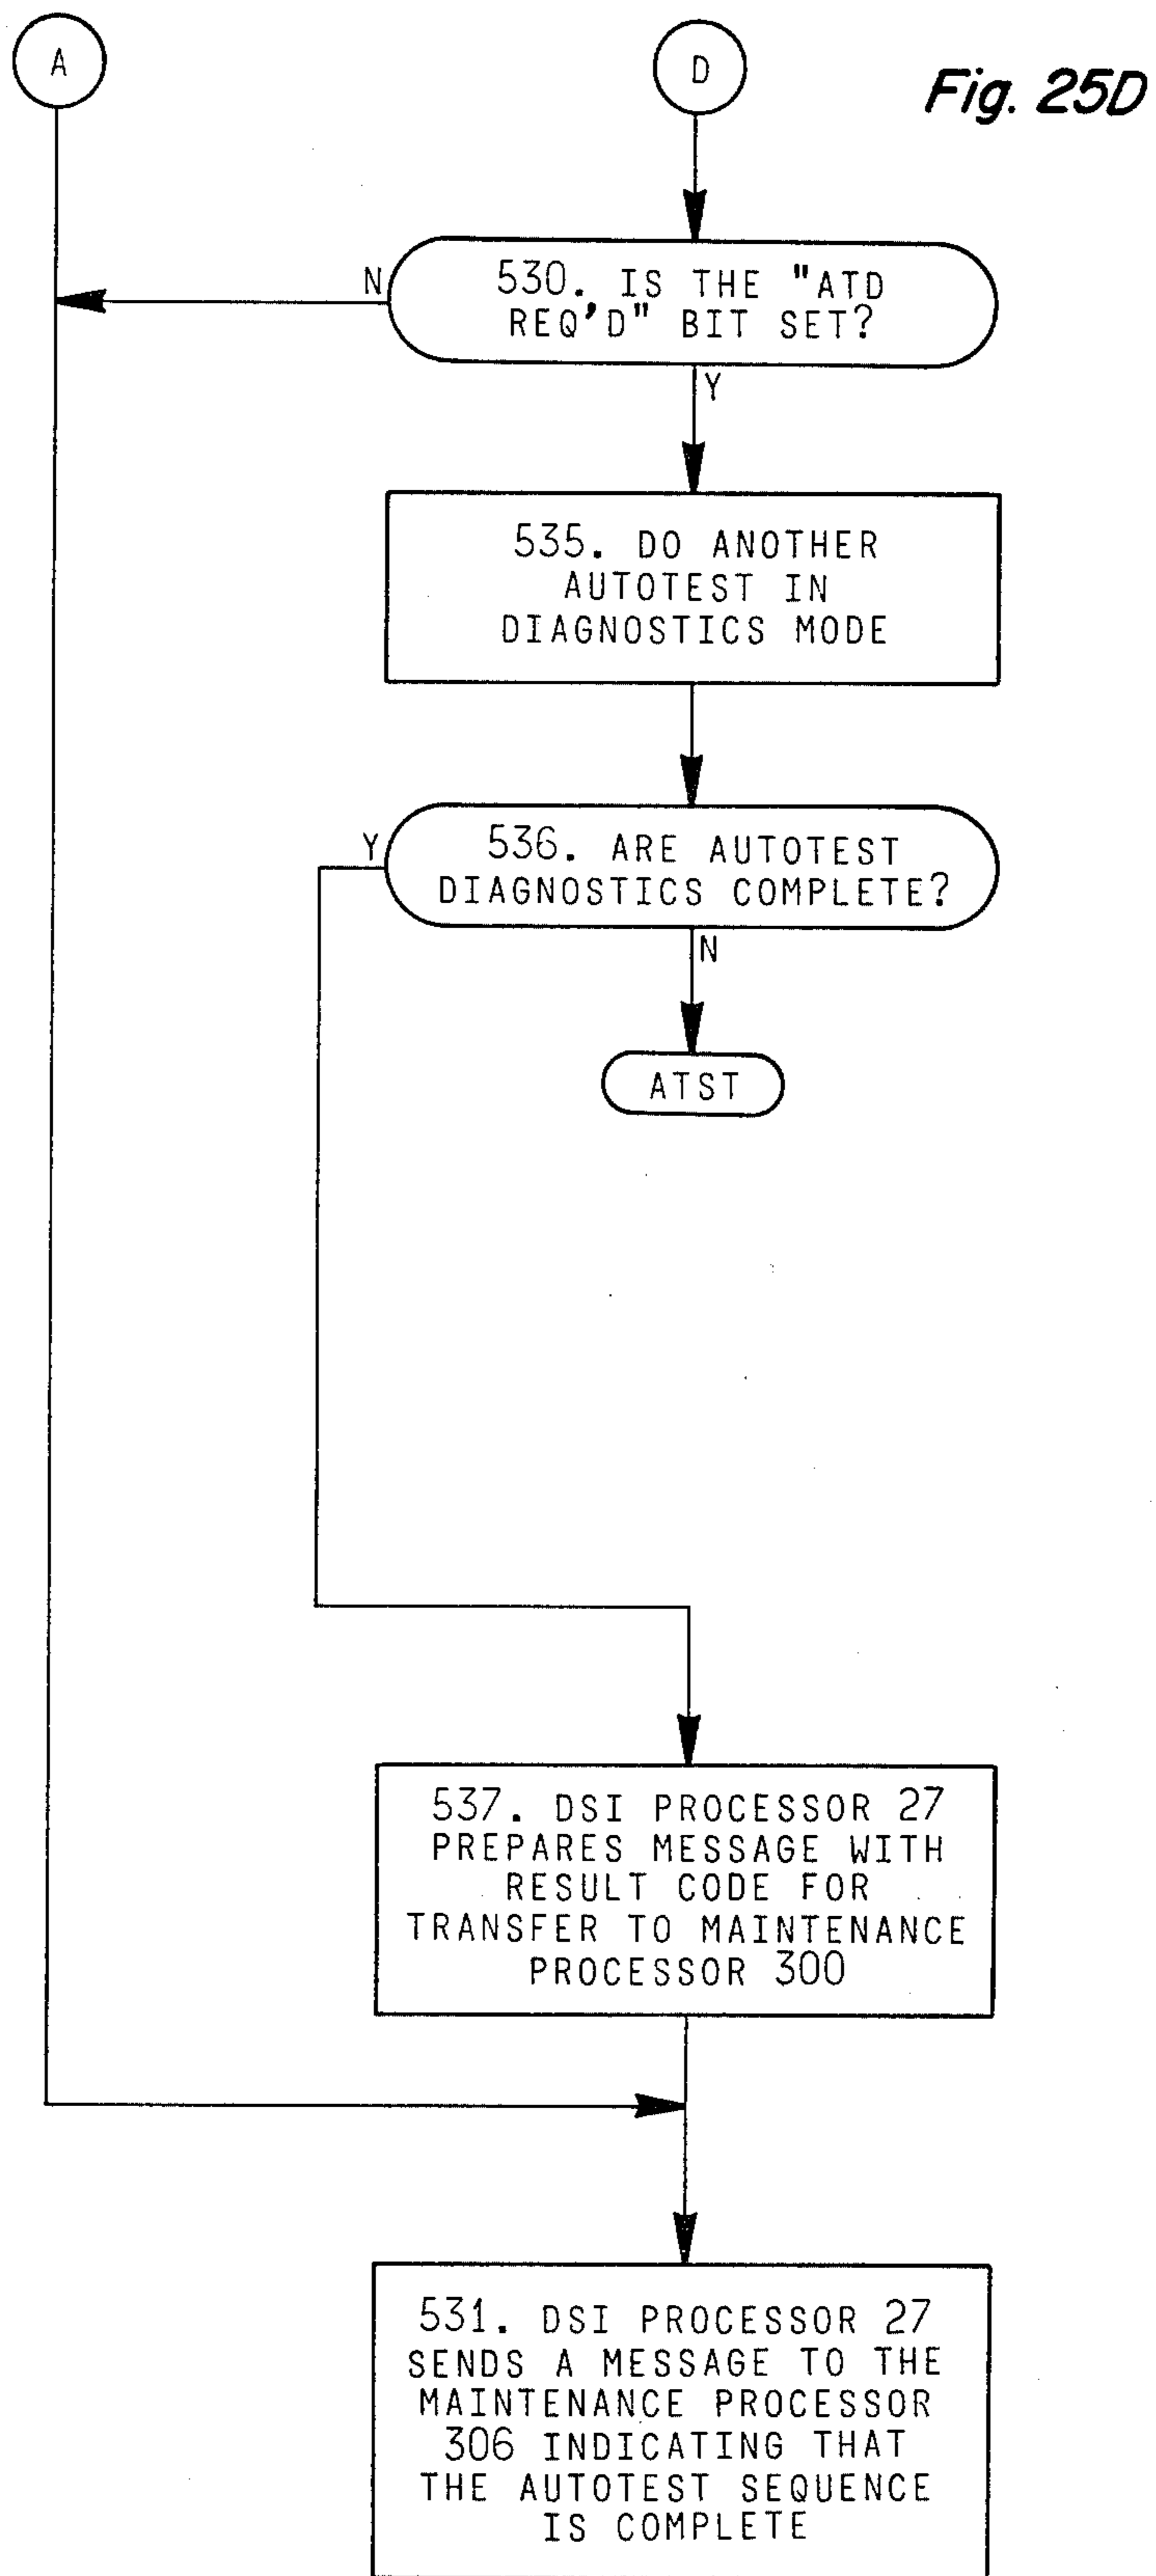 A
D
Fig. 25D
N
530. IS THE "ATD
REQ'D" BIT SET?
Y
535. DO ANOTHER
AUTOTEST IN
DIAGNOSTICS MODE
Y
536. ARE AUTOTEST
DIAGNOSTICS COMPLETE?
N
ATST
537. DSI PROCESSOR 27
PREPARES MESSAGE WITH
RESULT CODE FOR
TRANSFER TO MAINTENANCE
PROCESSOR 300
531. DSI PROCESSOR 27
SENDS A MESSAGE TO THE
MAINTENANCE PROCESSOR
306 INDICATING THAT
THE AUTOTEST SEQUENCE
IS COMPLETE